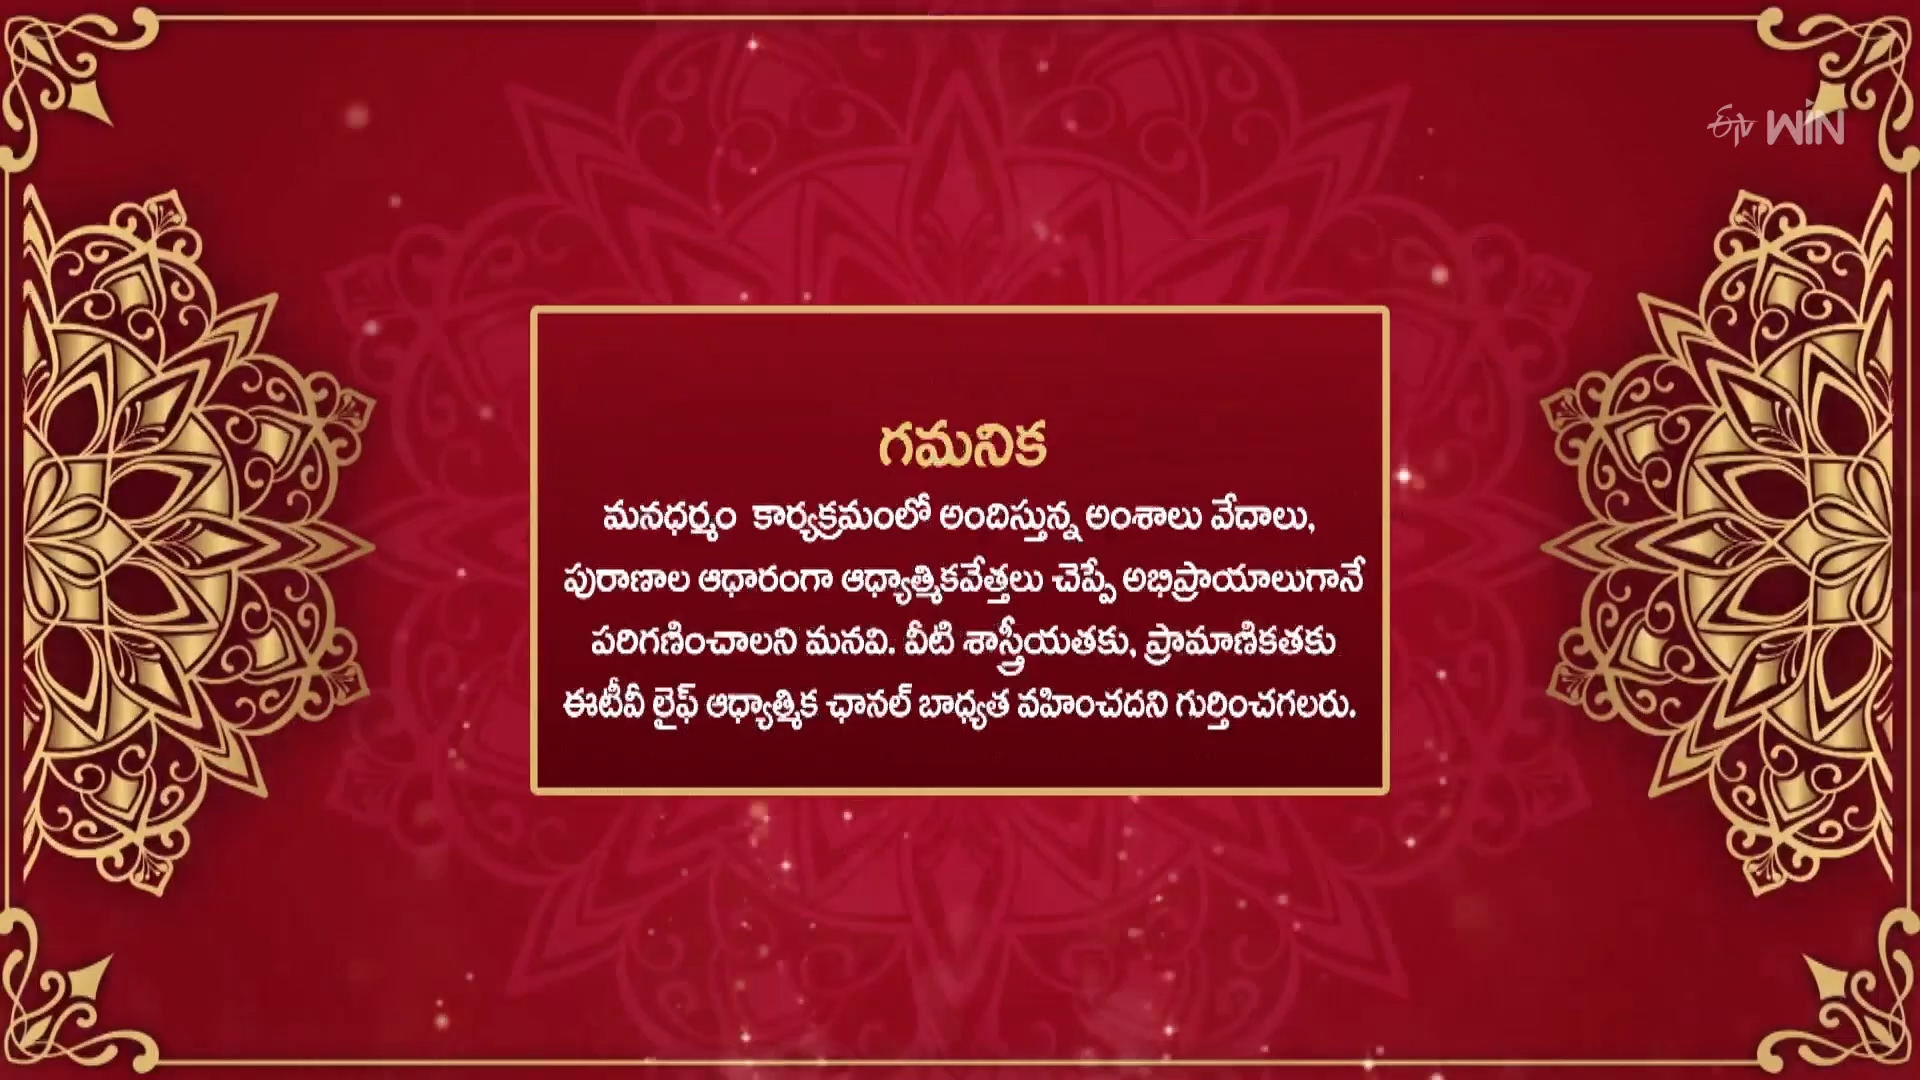 ఈటీవీ WIN
గమనిక
మనధర్మం కార్యక్రమంలో అందిస్తున్న అంశాలు వేదాలు,
పురాణాల ఆధారంగా ఆధ్యాత్మికవేత్తలు చెప్పే అభిప్రాయాలుగానే
పరిగణించాలని మనవి. వీటి శాస్త్రీయతకు, ప్రామాణికతకు
ఈటీవీ లైఫ్ ఆధ్యాత్మిక ఛానల్ బాధ్యత వహించదని గుర్తించగలరు.